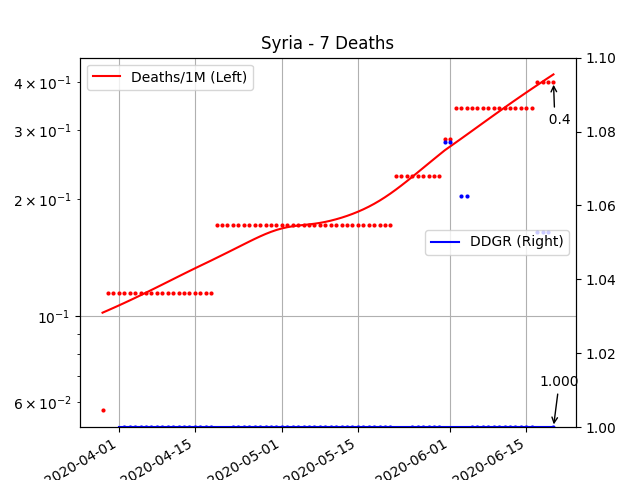 Syria - 7 Deaths
Deaths/1M (Left)
4 × 10⁻¹
3 × 10⁻¹
2 × 10⁻¹
10⁻¹
6 × 10⁻²
1.10
1.08
1.06
1.04
1.02
1.00
0.4
DDGR (Right)
1.000
2020-04-01
2020-04-15
2020-05-01
2020-05-15
2020-06-01
2020-06-15